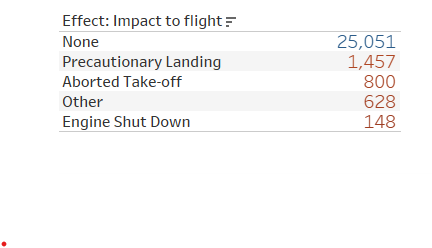 Effect: Impact to flight
None 25,051
Precautionary Landing 1,457
Aborted Take-off 800
Other 628
Engine Shut Down 148